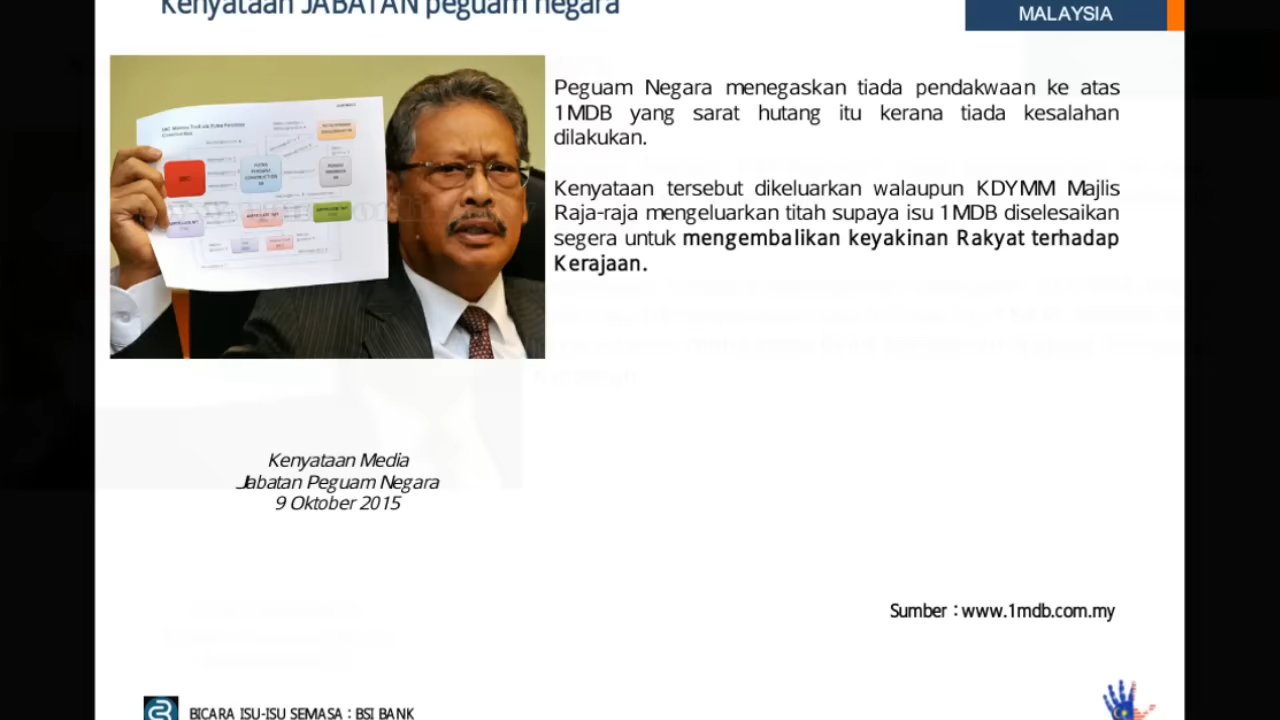 Kenyataan JABATAN peguam negara
MALAYSIA
Peguam Negara menegaskan tiada pendakwaan ke atas
1MDB yang sarat hutang itu kerana tiada kesalahan
dilakukan.
Kenyataan tersebut dikeluarkan walaupun KDYMM Majlis
Raja-raja mengeluarkan titah supaya isu 1MDB diselesaikan
segera untuk mengembalikan keyakinan Rakyat terhadap
Kerajaan.
Kenyataan Media
Jabatan Peguam Negara
9 Oktober 2015
Sumber : www.1mdb.com.my
BICARA ISU-ISU SEMASA : BSI BANK